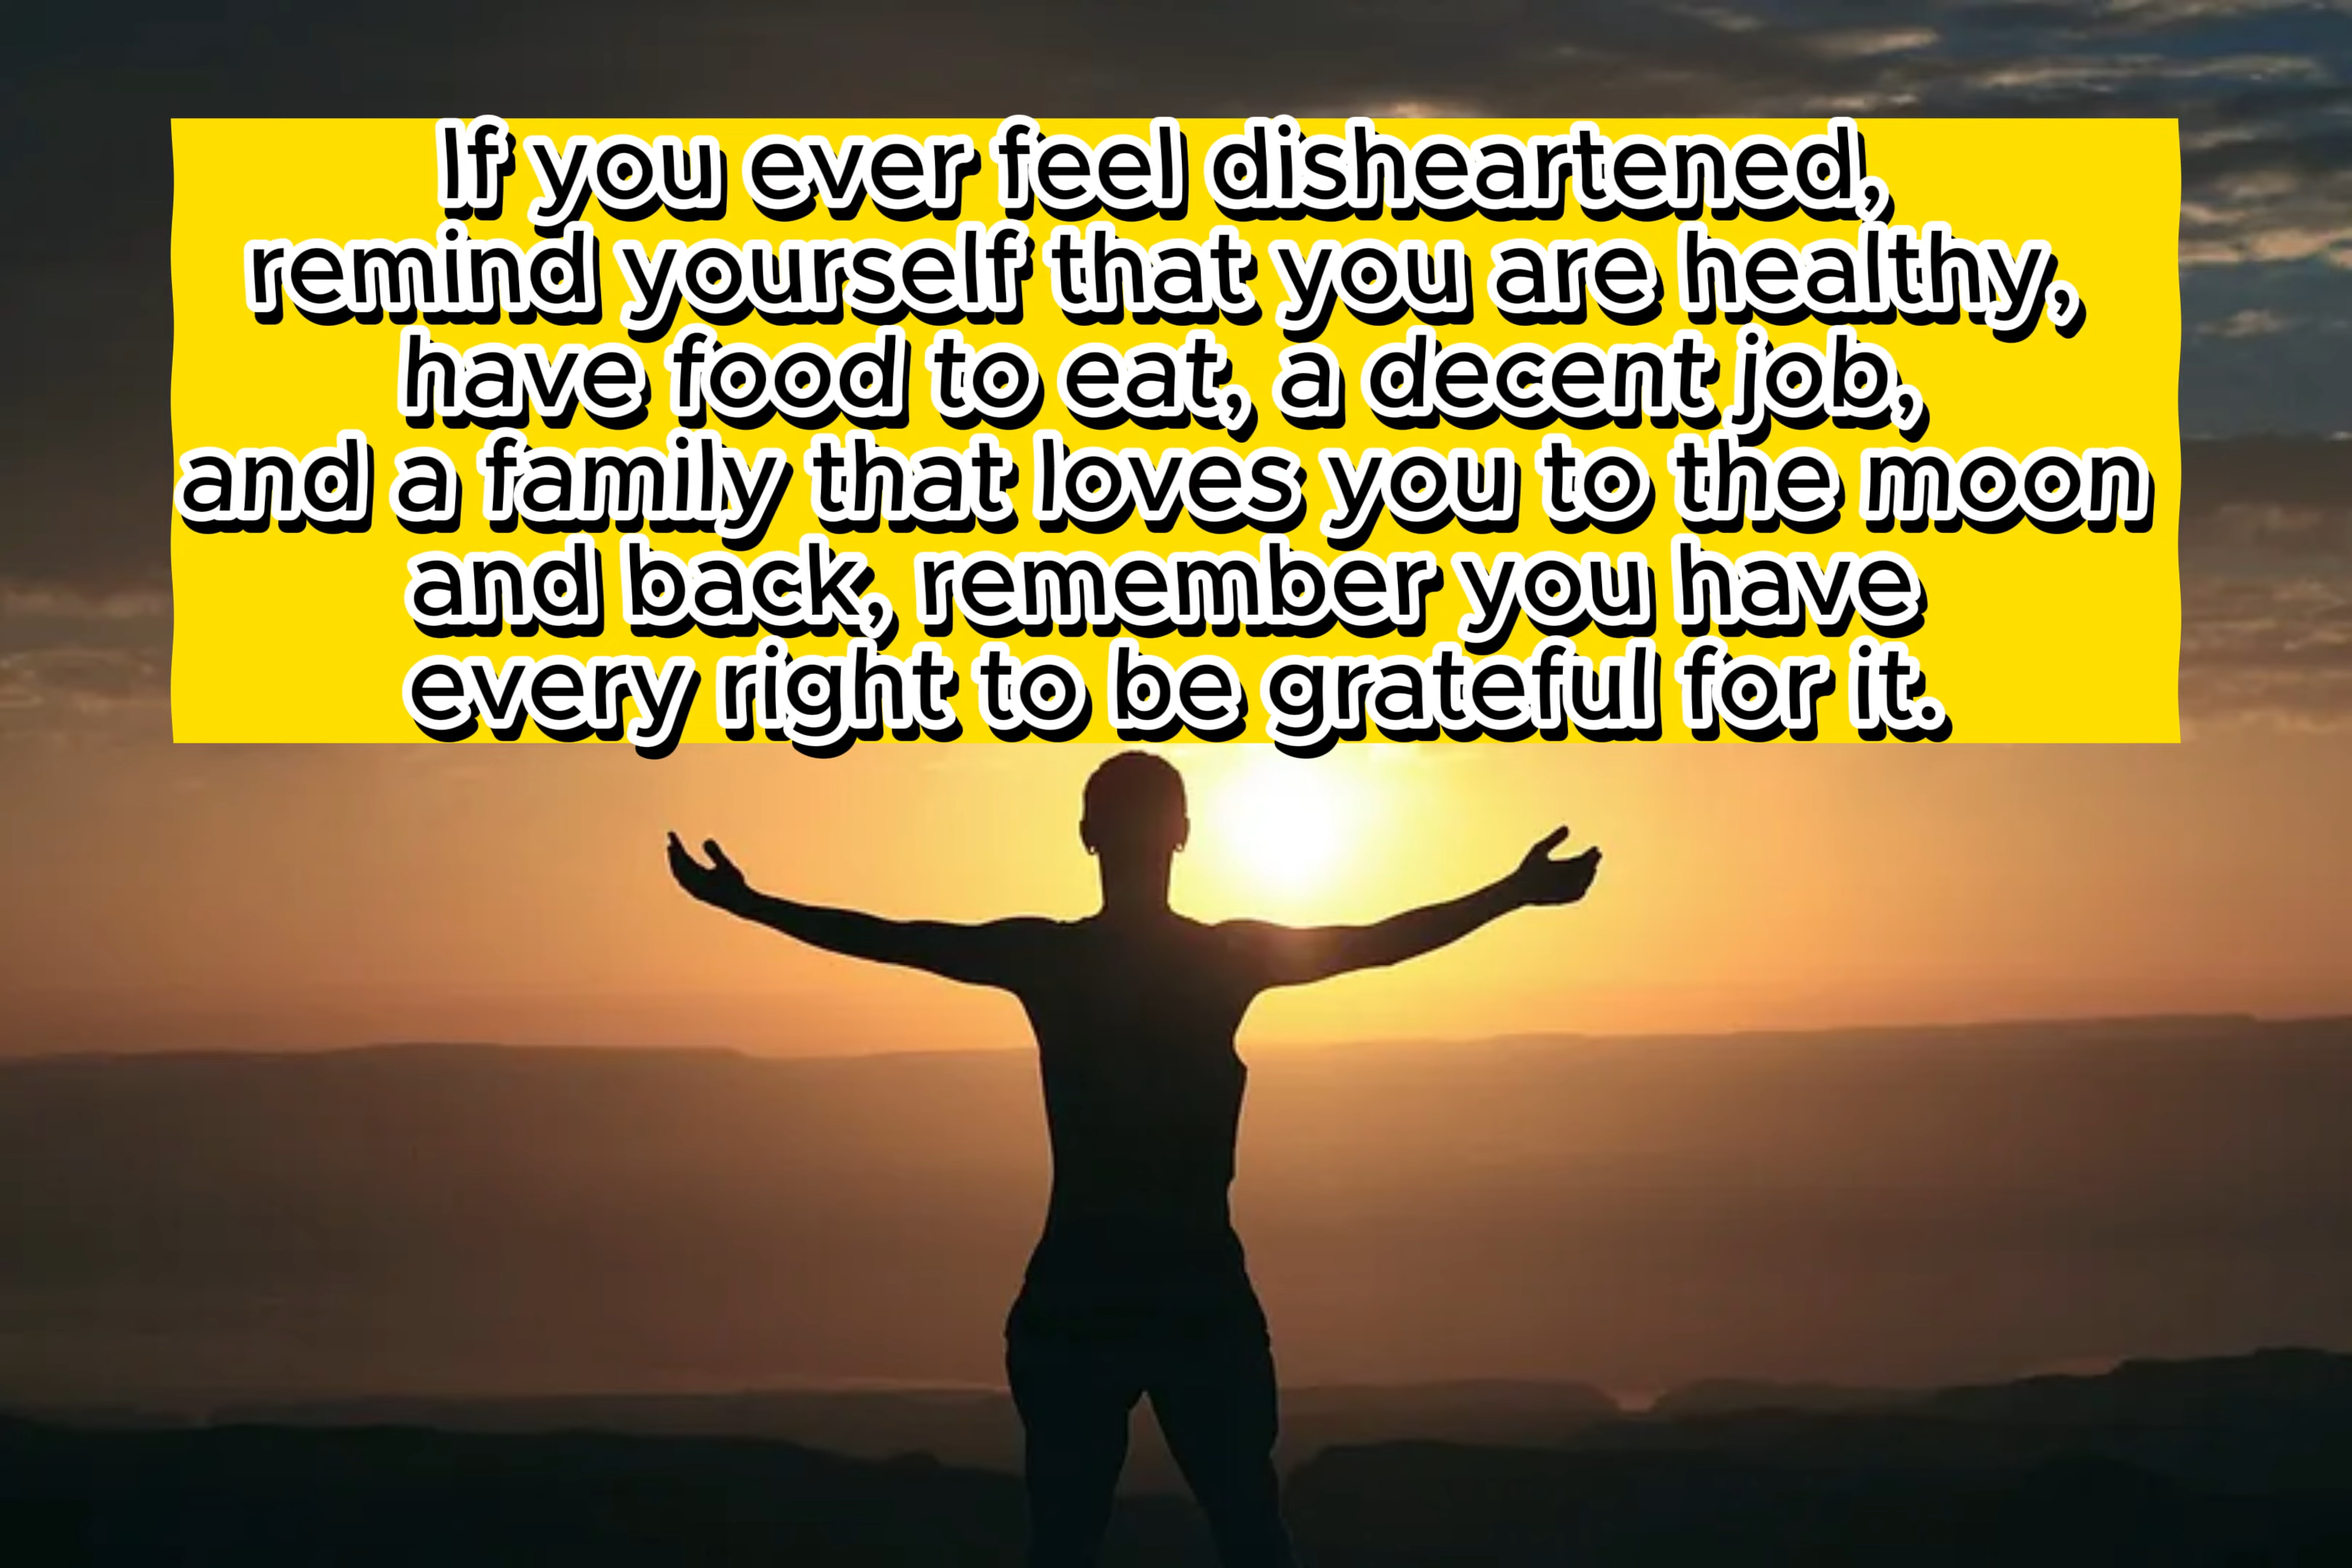 If you ever feel disheartened,
remind yourself that you are healthy,
have food to eat, a decent job,
and a family that loves you to the moon
and back, remember you have
every right to be grateful for it.